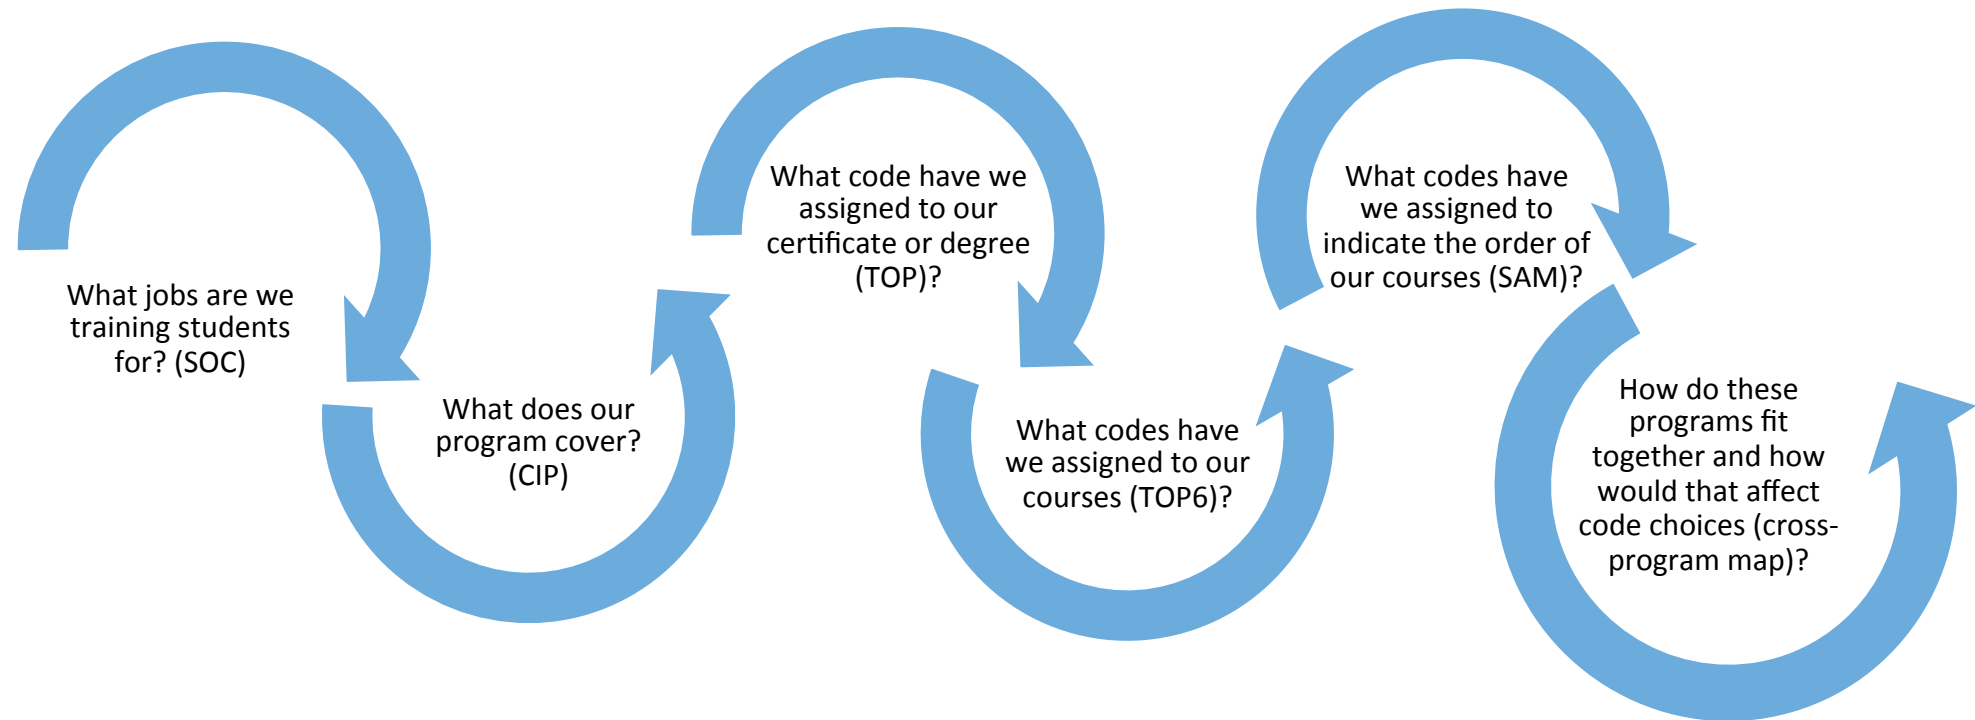 What jobs are we
training students
for? (SOC)
What does our
program cover?
(CIP)
What code have we
assigned to our
certificate or degree
(TOP)?
What codes have
we assigned to our
courses (TOP6)?
What codes have
we assigned to
indicate the order of
our courses (SAM)?
How do these
programs fit
together and how
would that affect
code choices (cross-
program map)?